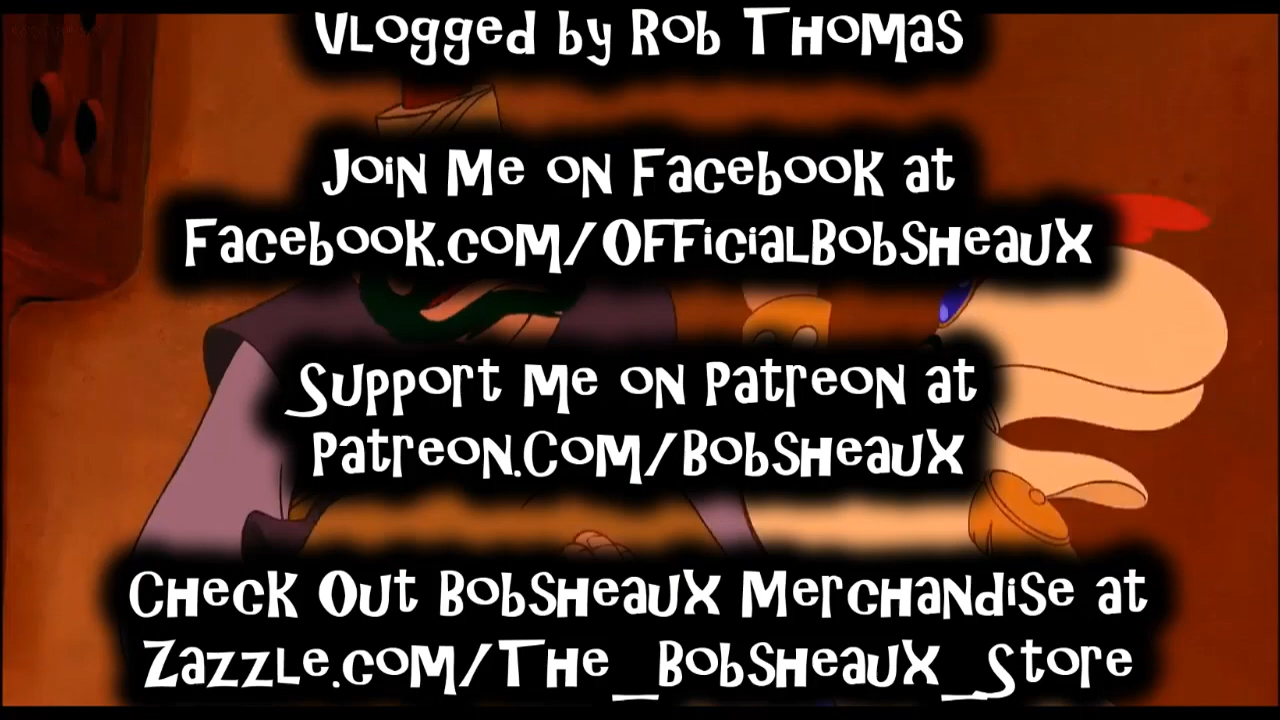 Vlogged by Rob Thomas
Join Me on Facebook at
Facebook.com/OfficialBobsheaux
Support Me on Patreon at
Patreon.Com/Bobsheaux
Check Out Bobsheaux Merchandise at
Zazzle.com/The_Bobsheaux_Store